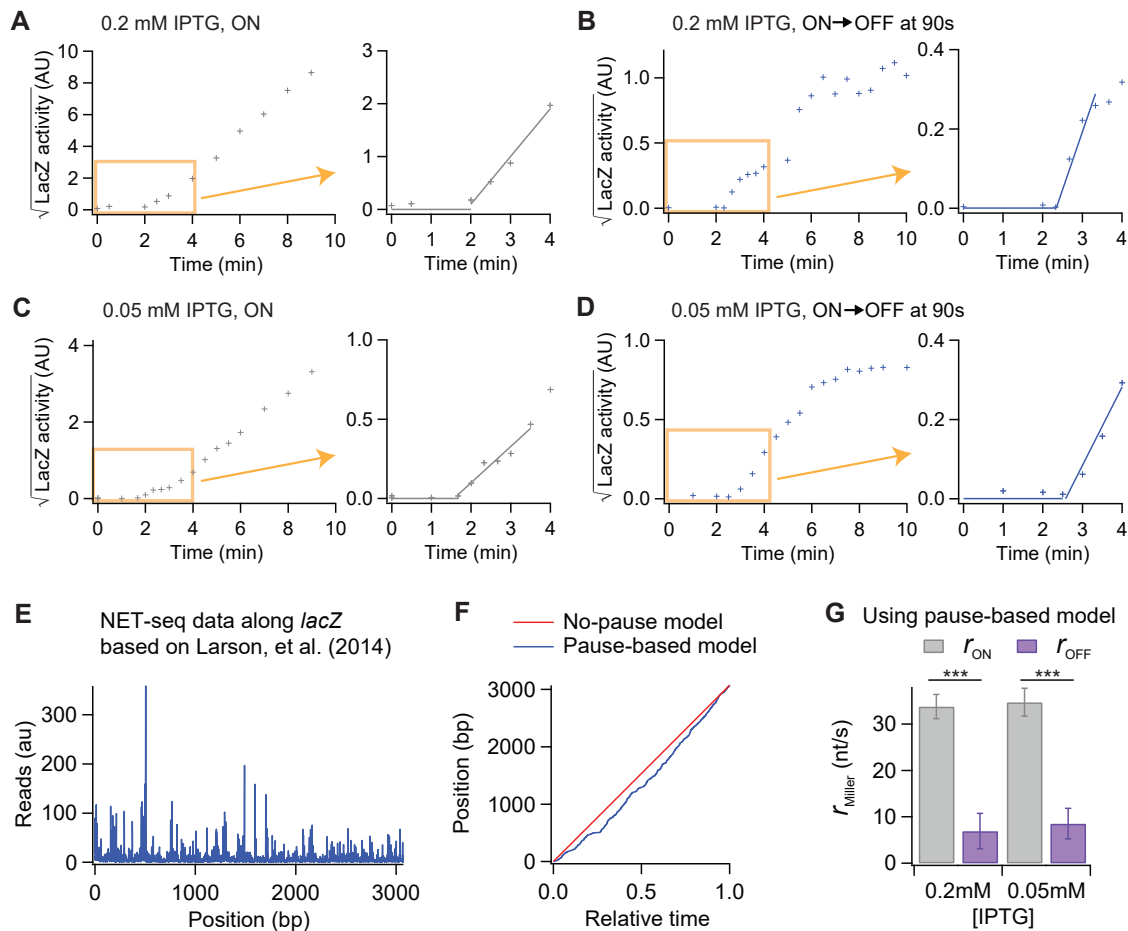 A
0.2 mM IPTG, ON
√LacZ activity (AU)
10
8
6
4
2
0
0 2 4 6 8 10
Time (min)
3
2
1
0
0 1 2 3 4
Time (min)
B
0.2 mM IPTG, ON→OFF at 90s
√LacZ activity (AU)
1.0
0.5
0.0
0 2 4 6 8 10
Time (min)
0.4
0.2
0.0
0 1 2 3 4
Time (min)
C
0.05 mM IPTG, ON
√LacZ activity (AU)
4
2
0
0 2 4 6 8 10
Time (min)
1.0
0.5
0.0
0 1 2 3 4
Time (min)
D
0.05 mM IPTG, ON→OFF at 90s
√LacZ activity (AU)
1.0
0.5
0.0
0 2 4 6 8 10
Time (min)
0.4
0.2
0.0
0 1 2 3 4
Time (min)
E
NET-seq data along lacZ
based on Larson, et al. (2014)
Reads (au)
300
200
100
0
0 1000 2000 3000
Position (bp)
F
No-pause model
Pause-based model
Position (bp)
3000
2000
1000
0
0.0 0.5 1.0
Relative time
G
Using pause-based model
rON rOFF
*** ***
rMiller (nt/s)
30
20
10
0
0.2mM 0.05mM
[IPTG]